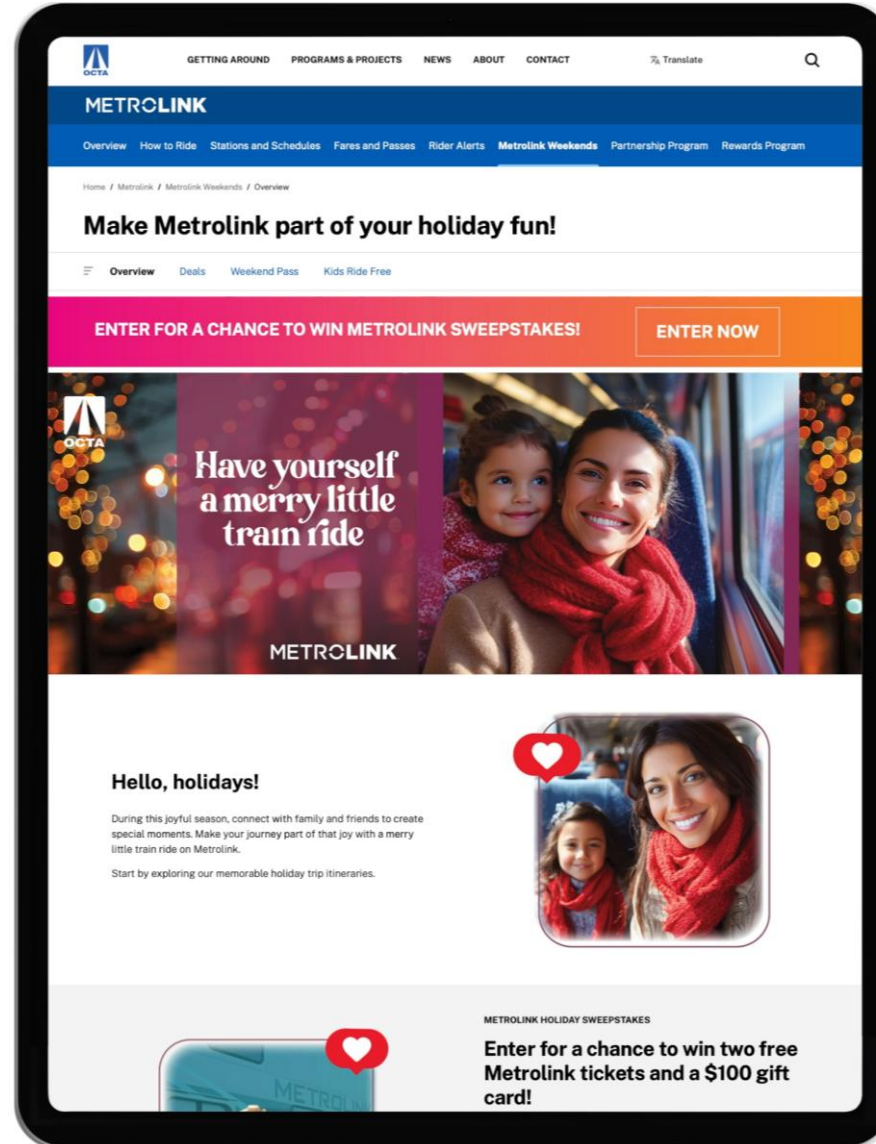 OCTA
GETTING AROUND PROGRAMS & PROJECTS NEWS ABOUT CONTACT Translate
METROLINK
Overview How to Ride Stations and Schedules Fares and Passes Rider Alerts Metrolink Weekends Partnership Program Rewards Program
Home / Metrolink / Metrolink Weekends / Overview
Make Metrolink part of your holiday fun!
Overview Deals Weekend Pass Kids Ride Free
ENTER FOR A CHANCE TO WIN METROLINK SWEEPSTAKES! ENTER NOW
OCTA
Have yourself
a merry little
train ride
METROLINK
Hello, holidays!
During this joyful season, connect with family and friends to create
special moments. Make your journey part of that joy with a merry
little train ride on Metrolink.
Start by exploring our memorable holiday trip itineraries.
METROLINK HOLIDAY SWEEPSTAKES
Enter for a chance to win two free
Metrolink tickets and a $100 gift
card!
METROLINK